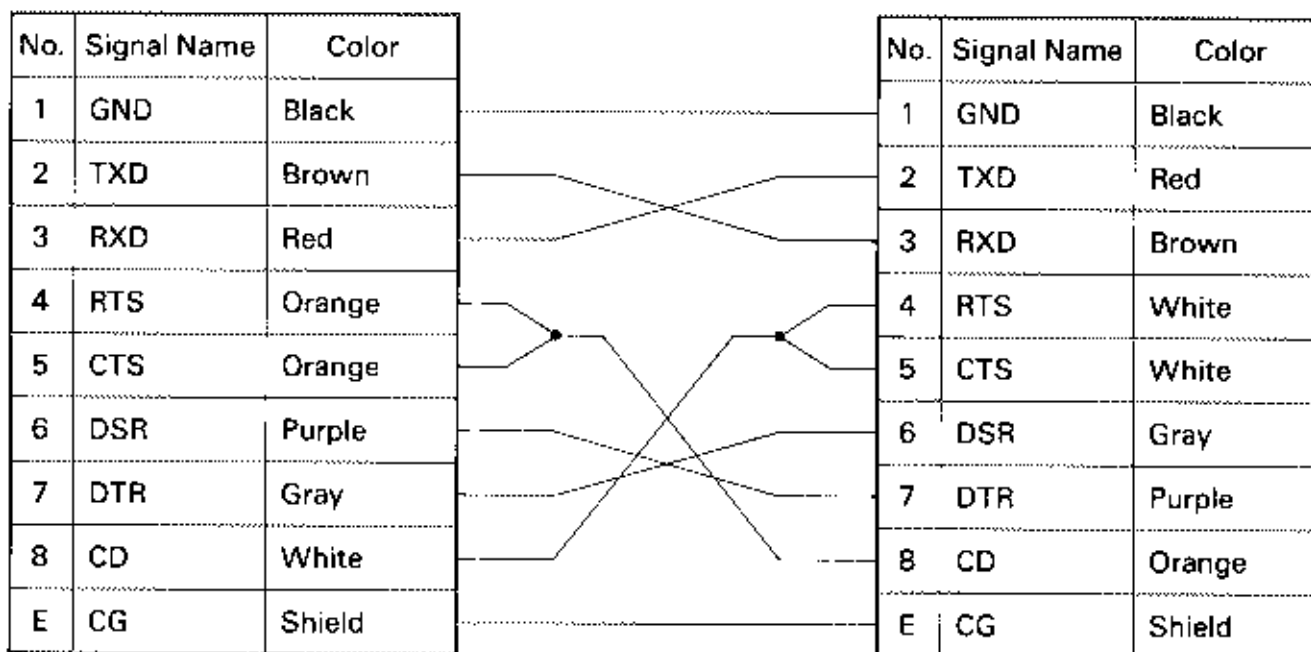 No. Signal Name Color
1 GND Black
2 TXD Brown
3 RXD Red
4 RTS Orange
5 CTS Orange
6 DSR Purple
7 DTR Gray
8 CD White
E CG Shield
No. Signal Name Color
1 GND Black
2 TXD Red
3 RXD Brown
4 RTS White
5 CTS White
6 DSR Gray
7 DTR Purple
8 CD Orange
E CG Shield